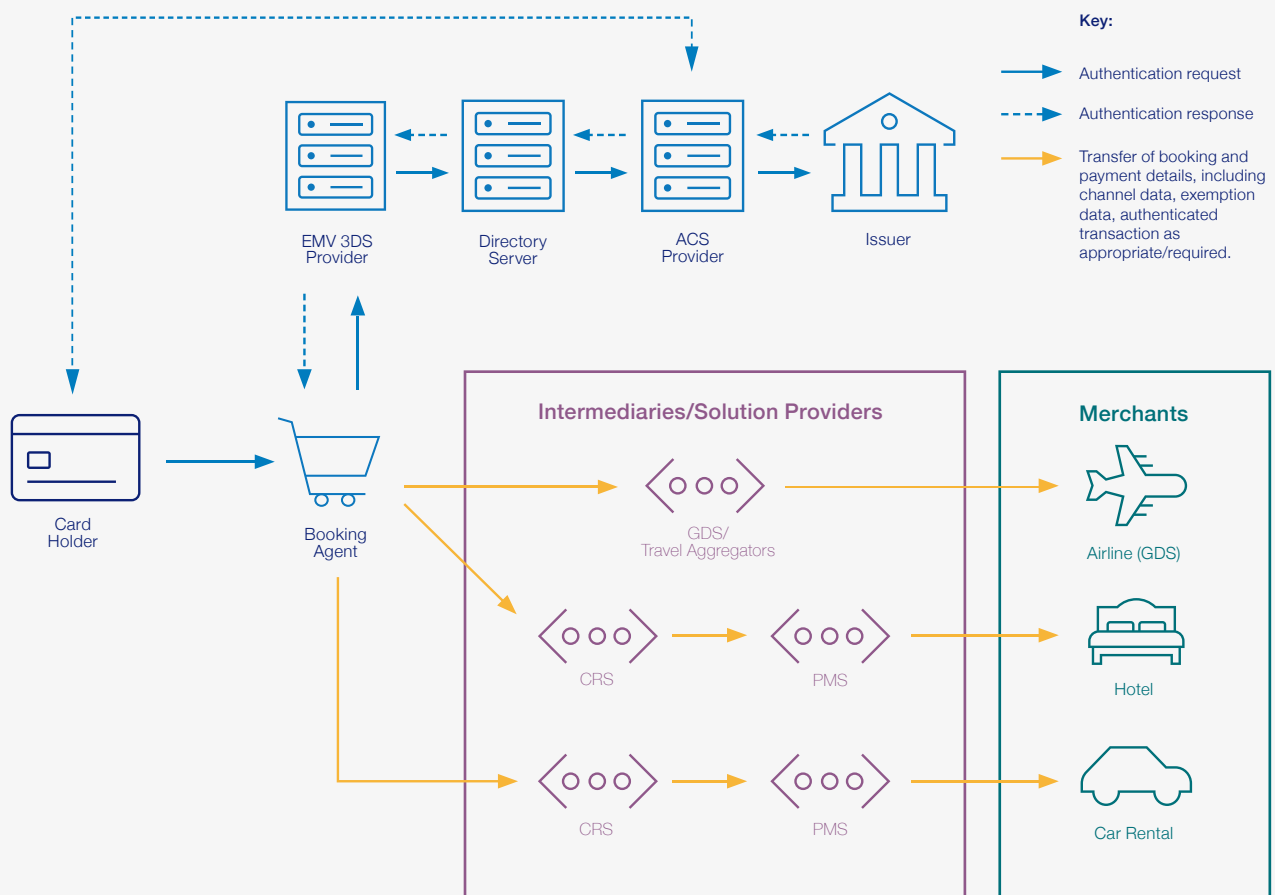 Key:
Authentication request
Authentication response
Transfer of booking and
payment details, including
channel data, exemption
data, authenticated
transaction as
appropriate/required.
EMV 3DS
Provider
Directory
Server
ACS
Provider
Issuer
Card
Holder
Booking
Agent
Intermediaries/Solution Providers
GDS/
Travel Aggregators
CRS
PMS
CRS
PMS
Merchants
Airline (GDS)
Hotel
Car Rental